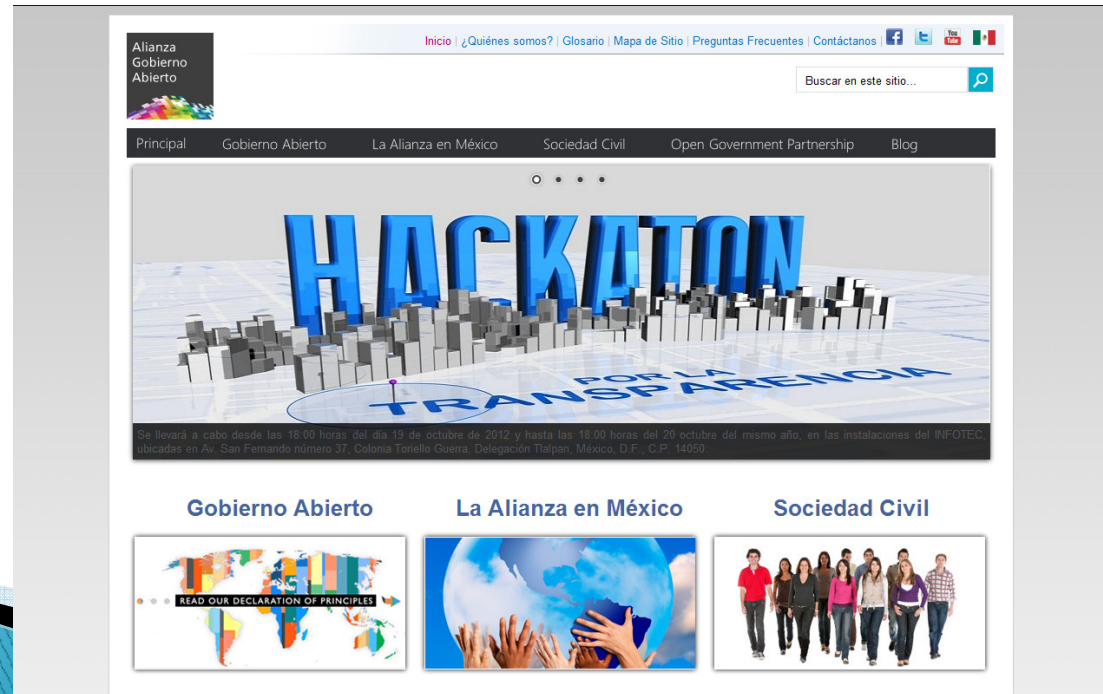 Alianza
Gobierno
Abierto
Inicio | ¿Quiénes somos? | Glosario | Mapa de Sitio | Preguntas Frecuentes | Contáctanos |
You
Tube
Buscar en este sitio...
Principal Gobierno Abierto La Alianza en México Sociedad Civil Open Government Partnership Blog
HACKATON
POR LA
TRANSPARENCIA
Se llevará a cabo desde las 18:00 horas del día 19 de octubre de 2012 y hasta las 18:00 horas del 20 octubre del mismo año, en las instalaciones del INFOTEC,
ubicadas en Av. San Fernando número 37, Colonia Toriello Guerra, Delegación Tlalpan, México, D.F., C.P. 14050.
Gobierno Abierto La Alianza en México Sociedad Civil
READ OUR DECLARATION OF PRINCIPLES